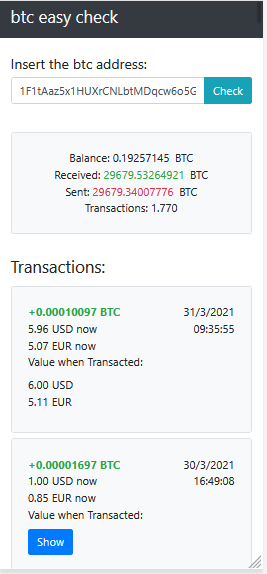 btc easy check
Insert the btc address:
1F1tAaz5x1HUXrCNLbtMDqcw6o5G Check
Balance: 0.19257145 BTC
Received: 29679.53264921 BTC
Sent: 29679.34007776 BTC
Transactions: 1.770
Transactions:
+0.00010097 BTC 31/3/2021
5.96 USD now 09:35:55
5.07 EUR now
Value when Transacted:
6.00 USD
5.11 EUR
+0.00001697 BTC 30/3/2021
1.00 USD now 16:49:08
0.85 EUR now
Value when Transacted:
Show